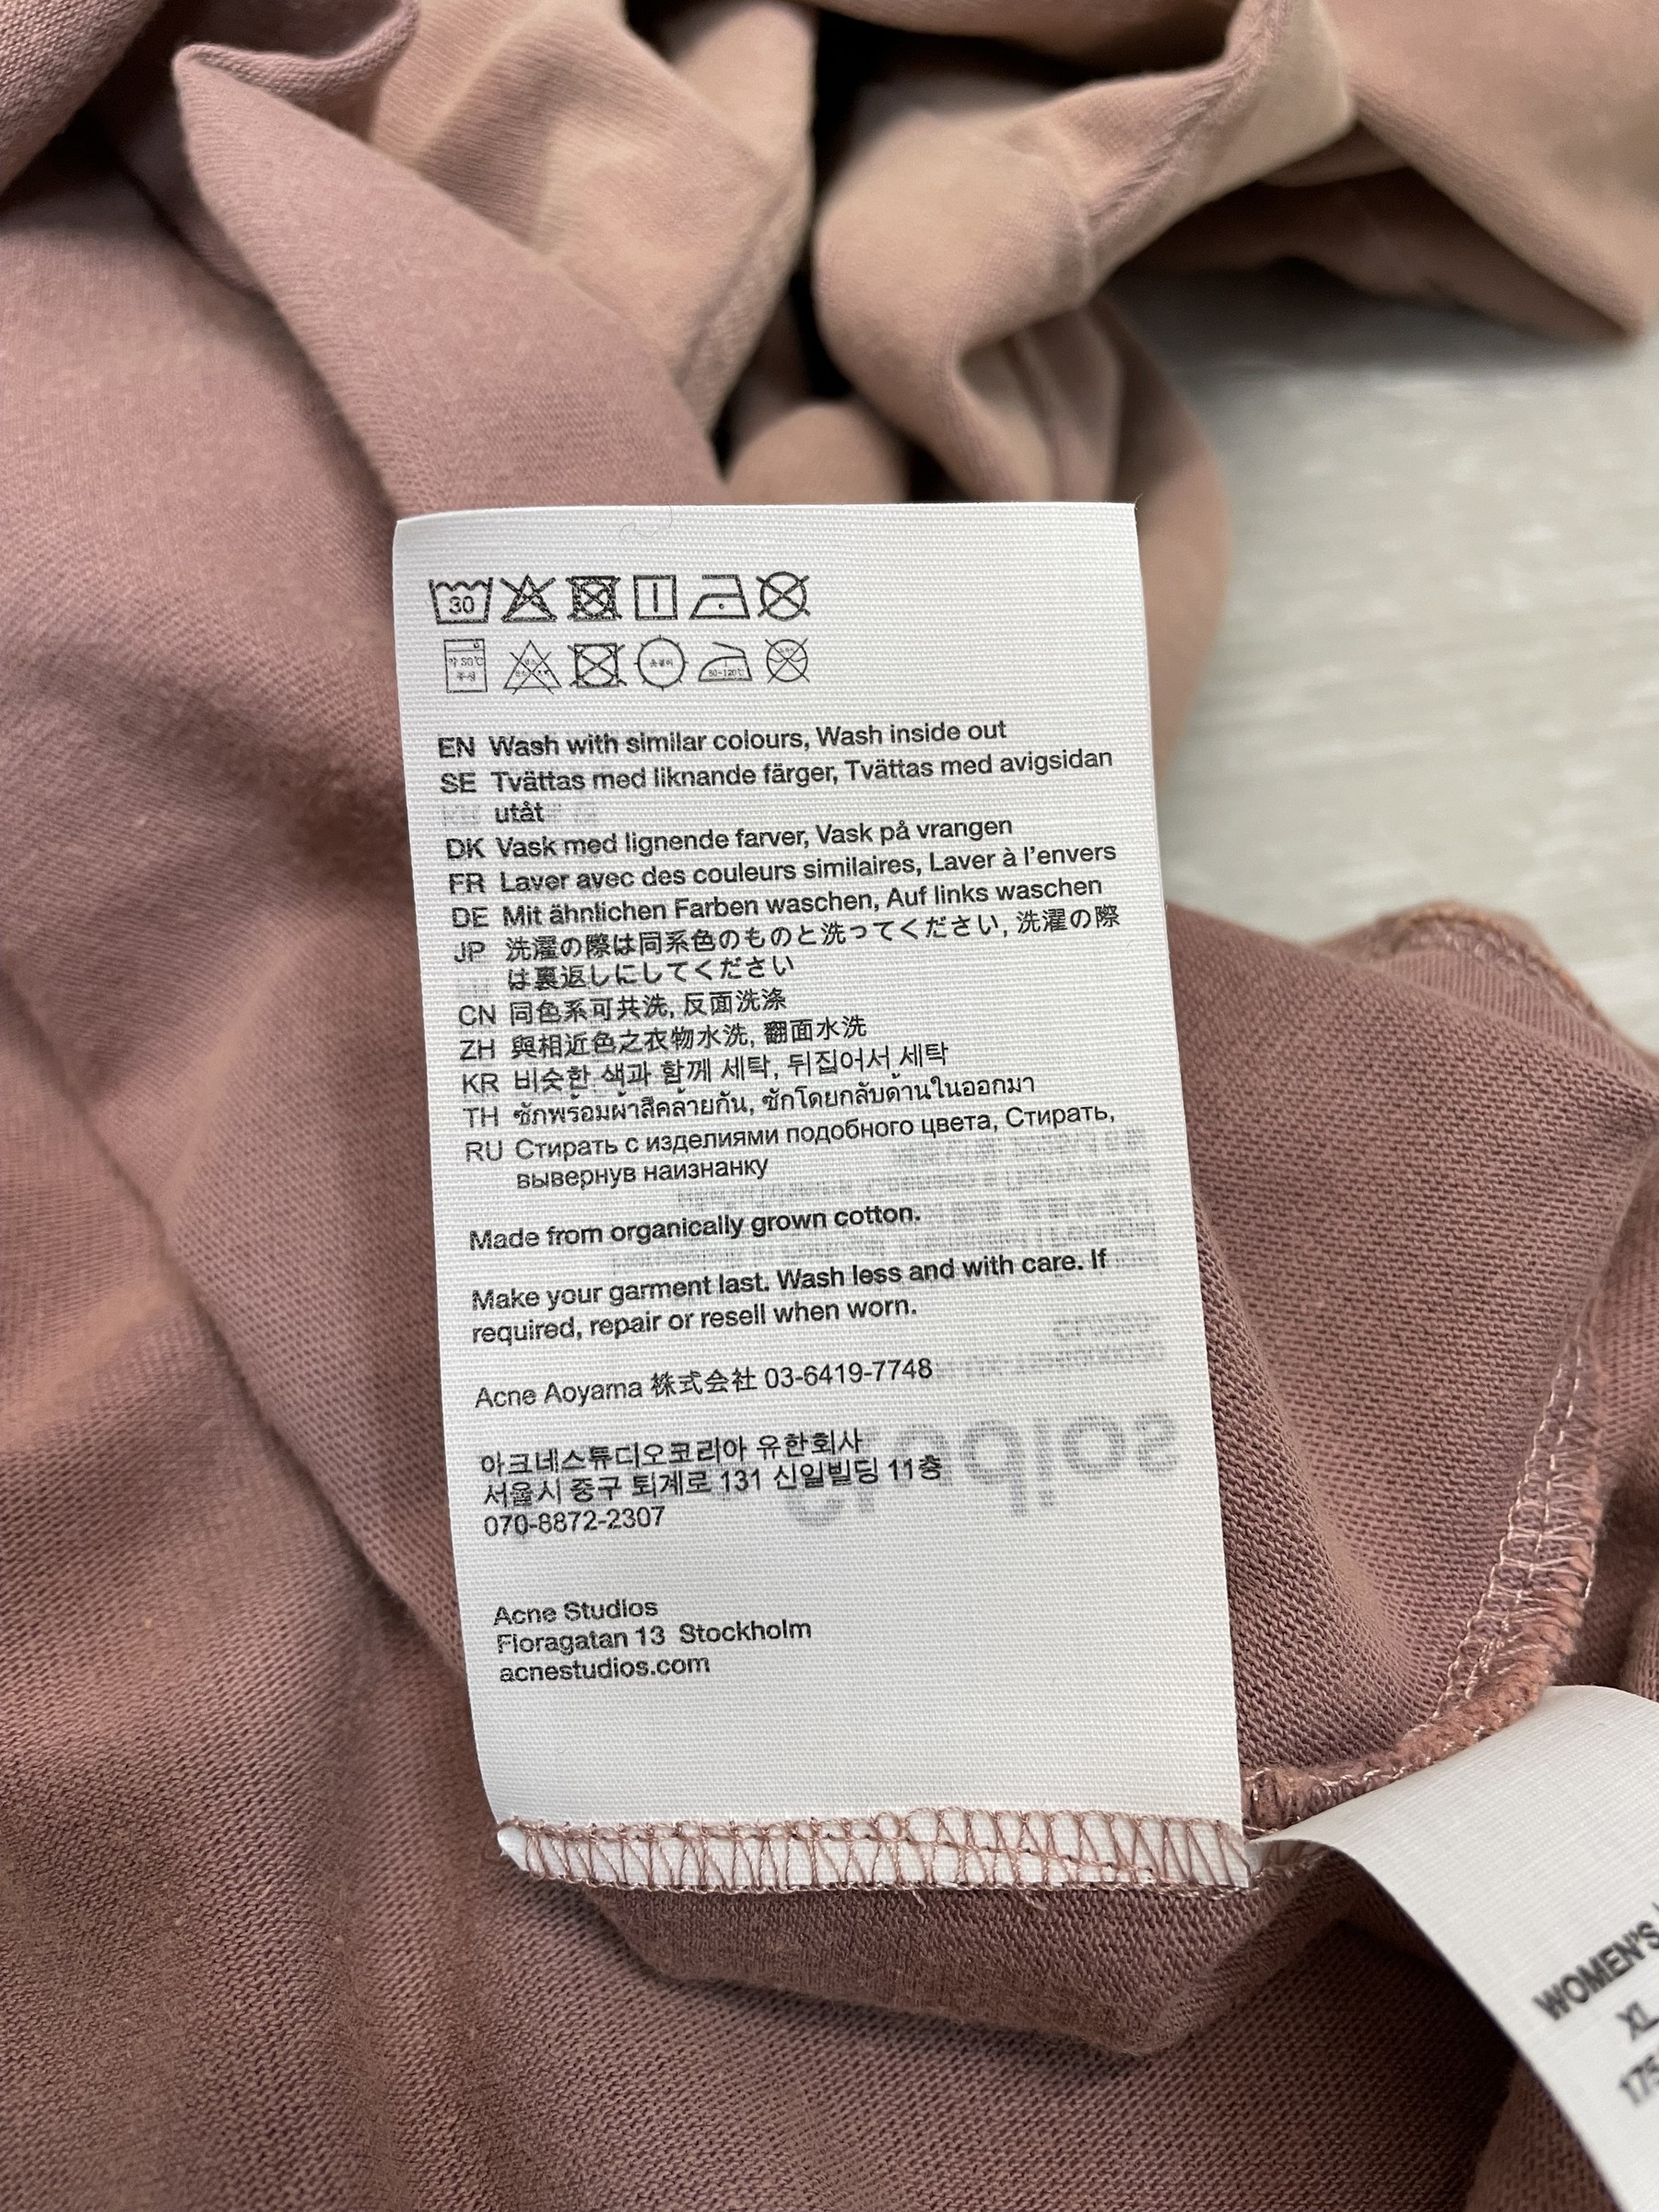 30
EN Wash with similar colours, Wash inside out
SE Tvättas med liknande färger, Tvättas med avigsidan
utåt
DK Vask med lignende farver, Vask på vrangen
FR Laver avec des couleurs similaires, Laver à l'envers
DE Mit ähnlichen Farben waschen, Auf links waschen
JP 洗濯の際は同系色のものと洗ってください, 洗濯の際
は裏返しにしてください
CN 同色系可共洗, 反面洗涤
ZH 與相近色之衣物水洗, 翻面水洗
KR 비슷한 색과 함께 세탁, 뒤집어서 세탁
TH ซักพร้อมผ้าสีคล้ายกัน, ซักโดยกลับด้านในออกมา
RU Стирать с изделиями подобного цвета, Стирать,
вывернув наизнанку
Made from organically grown cotton.
Make your garment last. Wash less and with care. If
required, repair or resell when worn.
Acne Aoyama 株式会社 03-6419-7748
아크네스튜디오코리아 유한회사
서울시 중구 퇴계로 131 신일빌딩 11층
070-8872-2307
Acne Studios
Floragatan 13 Stockholm
acnestudios.com
WOMEN'S
XL